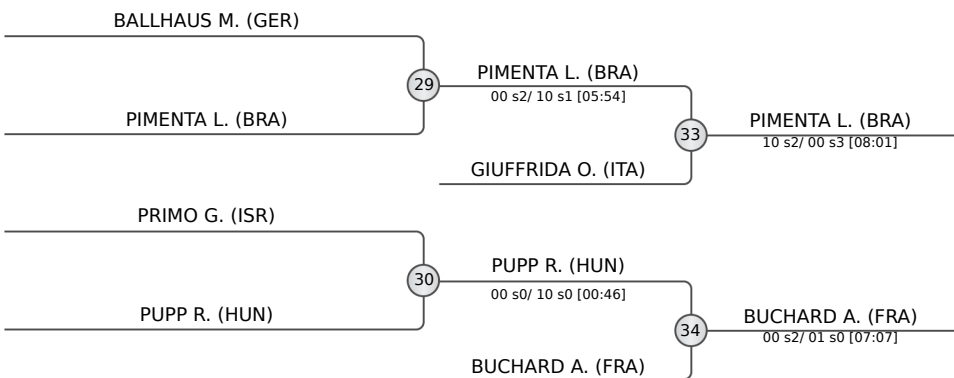 BALLHAUS M. (GER)
29
PIMENTA L. (BRA)
PIMENTA L. (BRA)
00 s2/ 10 s1 [05:54]
33
GIUFFRIDA O. (ITA)
PIMENTA L. (BRA)
10 s2/ 00 s3 [08:01]
PRIMO G. (ISR)
30
PUPP R. (HUN)
PUPP R. (HUN)
00 s0/ 10 s0 [00:46]
34
BUCHARD A. (FRA)
BUCHARD A. (FRA)
00 s2/ 01 s0 [07:07]